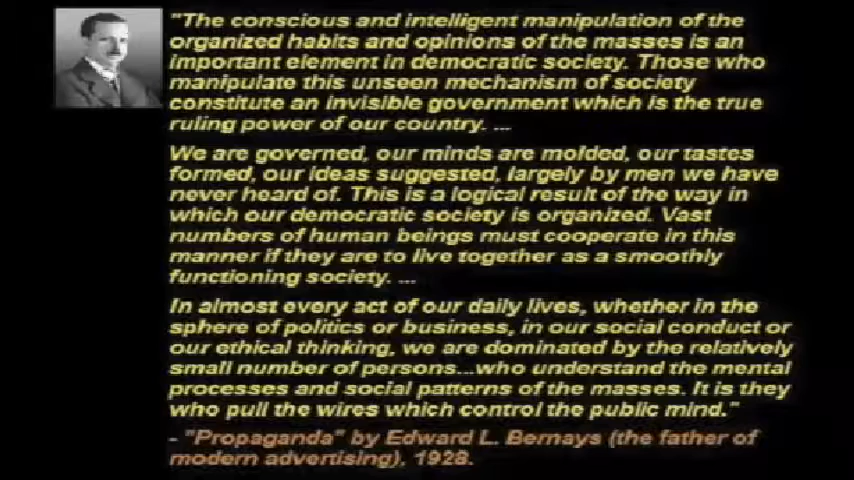 "The conscious and intelligent manipulation of the
organized habits and opinions of the masses is an
important element in democratic society. Those who
manipulate this unseen mechanism of society
constitute an invisible government which is the true
ruling power of our country. ...
We are governed, our minds are molded, our tastes
formed, our ideas suggested, largely by men we have
never heard of. This is a logical result of the way in
which our democratic society is organized. Vast
numbers of human beings must cooperate in this
manner if they are to live together as a smoothly
functioning society. ...
In almost every act of our daily lives, whether in the
sphere of politics or business, in our social conduct or
our ethical thinking, we are dominated by the relatively
small number of persons...who understand the mental
processes and social patterns of the masses. It is they
who pull the wires which control the public mind."
- "Propaganda" by Edward L. Bernays (the father of
modern advertising), 1928.